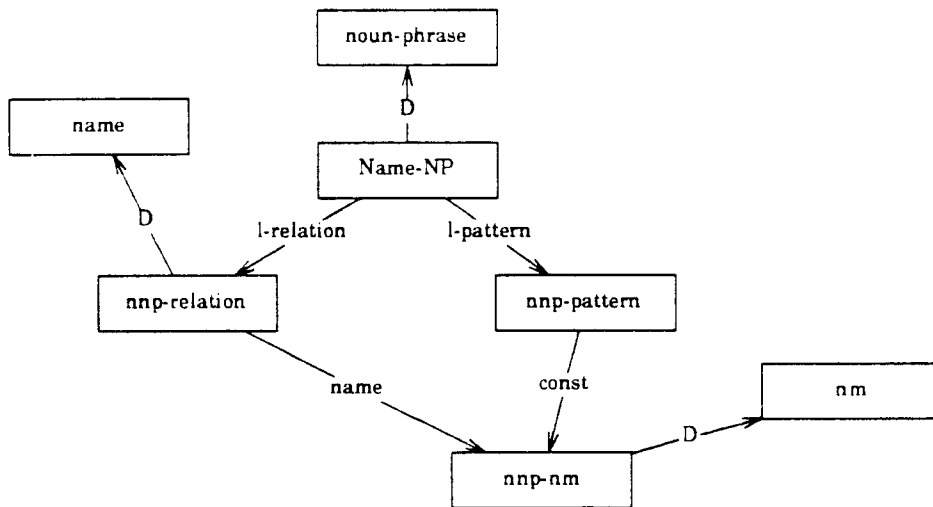 noun-phrase
D
name
Name-NP
D
l-relation
l-pattern
nnp-relation
nnp-pattern
name
const
nm
D
nnp-nm